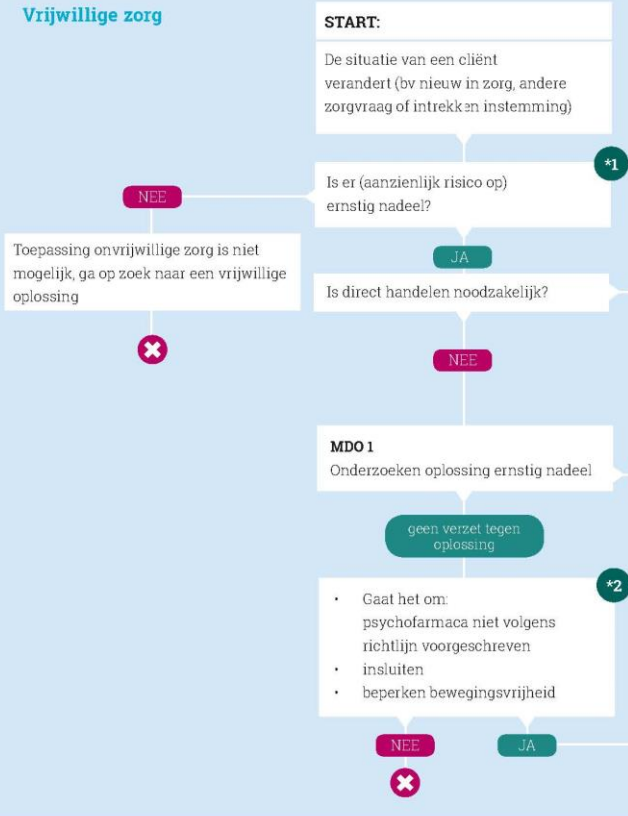 Vrijwillige zorg
START:
De situatie van een cliënt
verandert (bv nieuw in zorg, andere
zorgvraag of intrekken instemming)
*1
Is er (aanzienlijk risico op)
ernstig nadeel?
NEE
Toepassing onvrijwillige zorg is niet
mogelijk, ga op zoek naar een vrijwillige
oplossing
JA
Is direct handelen noodzakelijk?
NEE
MDO 1
Onderzoeken oplossing ernstig nadeel
geen verzet tegen
oplossing
*2
• Gaat het om:
psychofarmaca niet volgens
richtlijn voorgeschreven
• insluiten
• beperken bewegingsvrijheid
NEE
JA